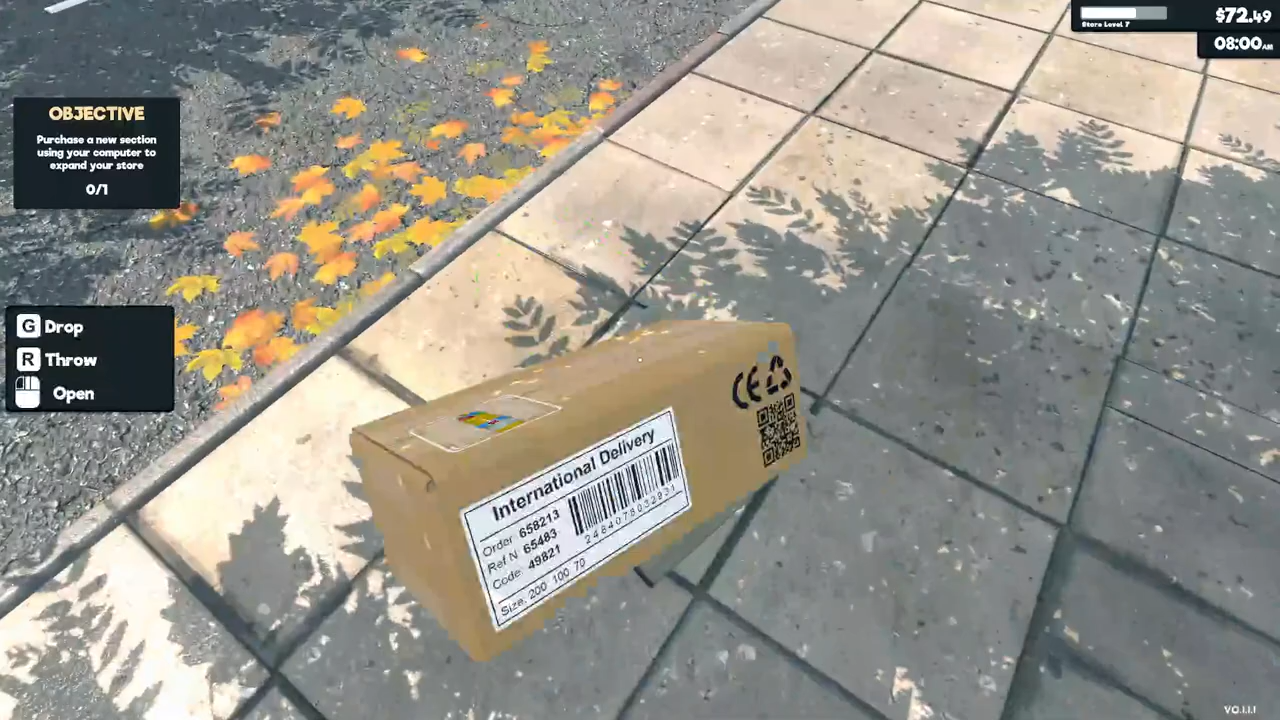 $72.49
Store Level 7
08:00AM
OBJECTIVE
Purchase a new section
using your computer to
expand your store
0/1
G Drop
R Throw
Open
International Delivery
Order 658213
Ref.N 65483
Code: 49821
2484078032931
Size: 200 100 70
CE
V0.1.1.1